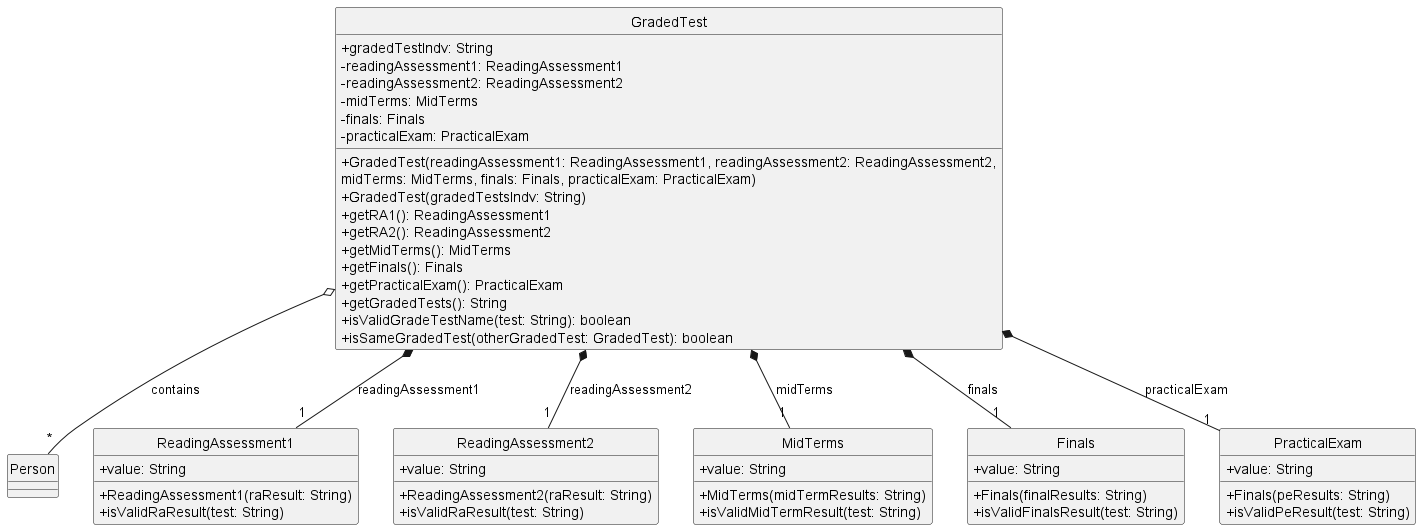 GradedTest
+gradedTestIndv: String
-readingAssessment1: ReadingAssessment1
-readingAssessment2: ReadingAssessment2
-midTerms: MidTerms
-finals: Finals
-practicalExam: PracticalExam
+GradedTest(readingAssessment1: ReadingAssessment1, readingAssessment2: ReadingAssessment2,
midTerms: MidTerms, finals: Finals, practicalExam: PracticalExam)
+GradedTest(gradedTestsIndv: String)
+getRA1(): ReadingAssessment1
+getRA2(): ReadingAssessment2
+getMidTerms(): MidTerms
+getFinals(): Finals
+getPracticalExam(): PracticalExam
+getGradedTests(): String
+isValidGradeTestName(test: String): boolean
+isSameGradedTest(otherGradedTest: GradedTest): boolean
contains
readingAssessment1
readingAssessment2
midTerms
finals
practicalExam
*
1
1
1
1
1
Person
ReadingAssessment1
+value: String
+ReadingAssessment1(raResult: String)
+isValidRaResult(test: String)
ReadingAssessment2
+value: String
+ReadingAssessment2(raResult: String)
+isValidRaResult(test: String)
MidTerms
+value: String
+MidTerms(midTermResults: String)
+isValidMidTermResult(test: String)
Finals
+value: String
+Finals(finalResults: String)
+isValidFinalsResult(test: String)
PracticalExam
+value: String
+Finals(peResults: String)
+isValidPeResult(test: String)